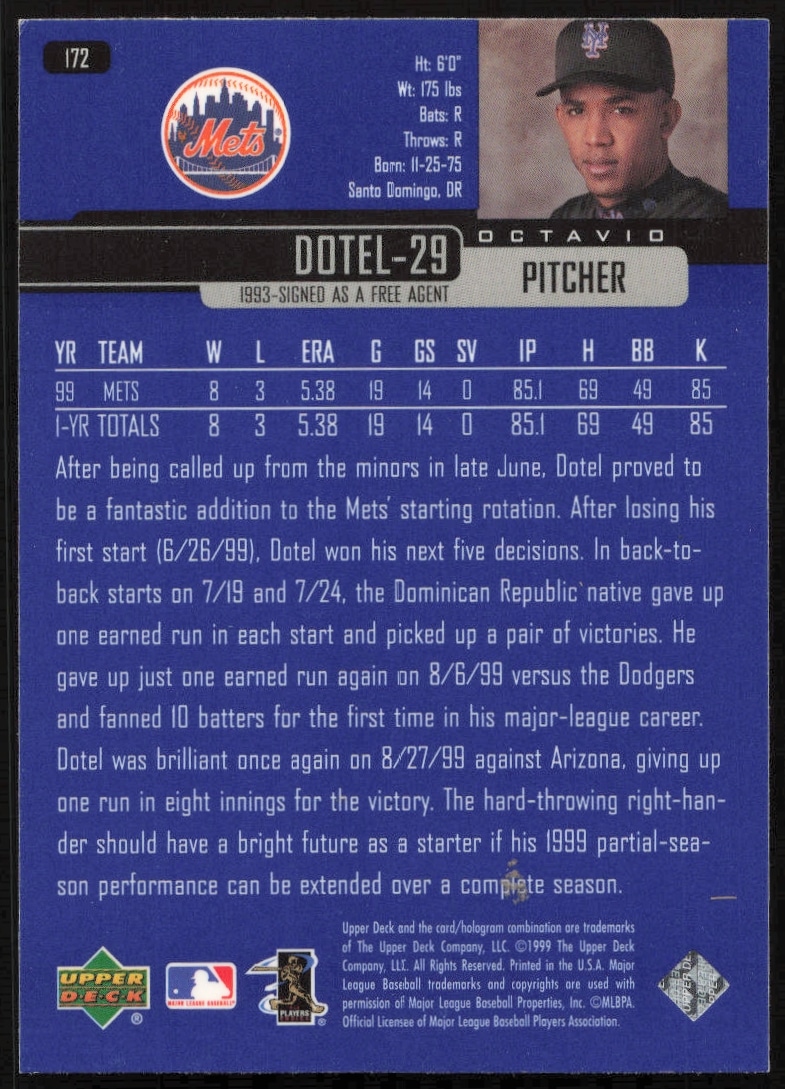 172
Mets
Ht: 6'0"
Wt: 175 lbs
Bats: R
Throws: R
Born: 11-25-75
Santo Domingo, DR
OCTAVIO
DOTEL-29
PITCHER
1993-SIGNED AS A FREE AGENT
YR TEAM W L ERA G GS SV IP H BB K
99 METS 8 3 5.38 19 14 0 85.1 69 49 85
1-YR TOTALS 8 3 5.38 19 14 0 85.1 69 49 85
After being called up from the minors in late June, Dotel proved to
be a fantastic addition to the Mets' starting rotation. After losing his
first start (6/26/99), Dotel won his next five decisions. In back-to-
back starts on 7/19 and 7/24, the Dominican Republic native gave up
one earned run in each start and picked up a pair of victories. He
gave up just one earned run again on 8/6/99 versus the Dodgers
and fanned 10 batters for the first time in his major-league career.
Dotel was brilliant once again on 8/27/99 against Arizona, giving up
one run in eight innings for the victory. The hard-throwing right-han-
der should have a bright future as a starter if his 1999 partial-sea-
son performance can be extended over a complete season.
Upper Deck and the card/hologram combination are trademarks
of The Upper Deck Company, LLC. ©1999 The Upper Deck
Company, LLC. All Rights Reserved. Printed in the U.S.A. Major
League Baseball trademarks and copyrights are used with
permission of Major League Baseball Properties, Inc. ©MLBPA.
Official Licensee of Major League Baseball Players Association.
UPPER
DECK
®
MAJOR LEAGUE BASEBALL
PLAYERS
®